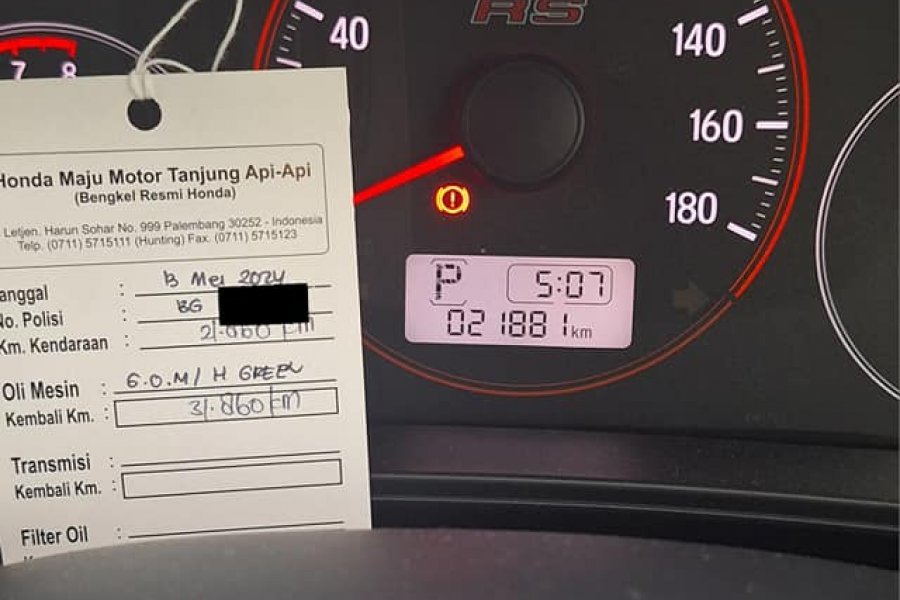 7 8
40
RS
140
160
180
Honda Maju Motor Tanjung Api-Api
(Bengkel Resmi Honda)
Letjen. Harun Sohar No. 999 Palembang 30252 - Indonesia
Telp. (0711) 5715111 (Hunting) Fax. (0711) 5715123
Tanggal : 13 Mei 2024
No. Polisi : BG
Km. Kendaraan : 21.860 km
Oli Mesin : G.O.M / H GREEN
Kembali Km. : 31.860 km
Transmisi :
Kembali Km. :
Filter Oil :
P 5:07
021881 km